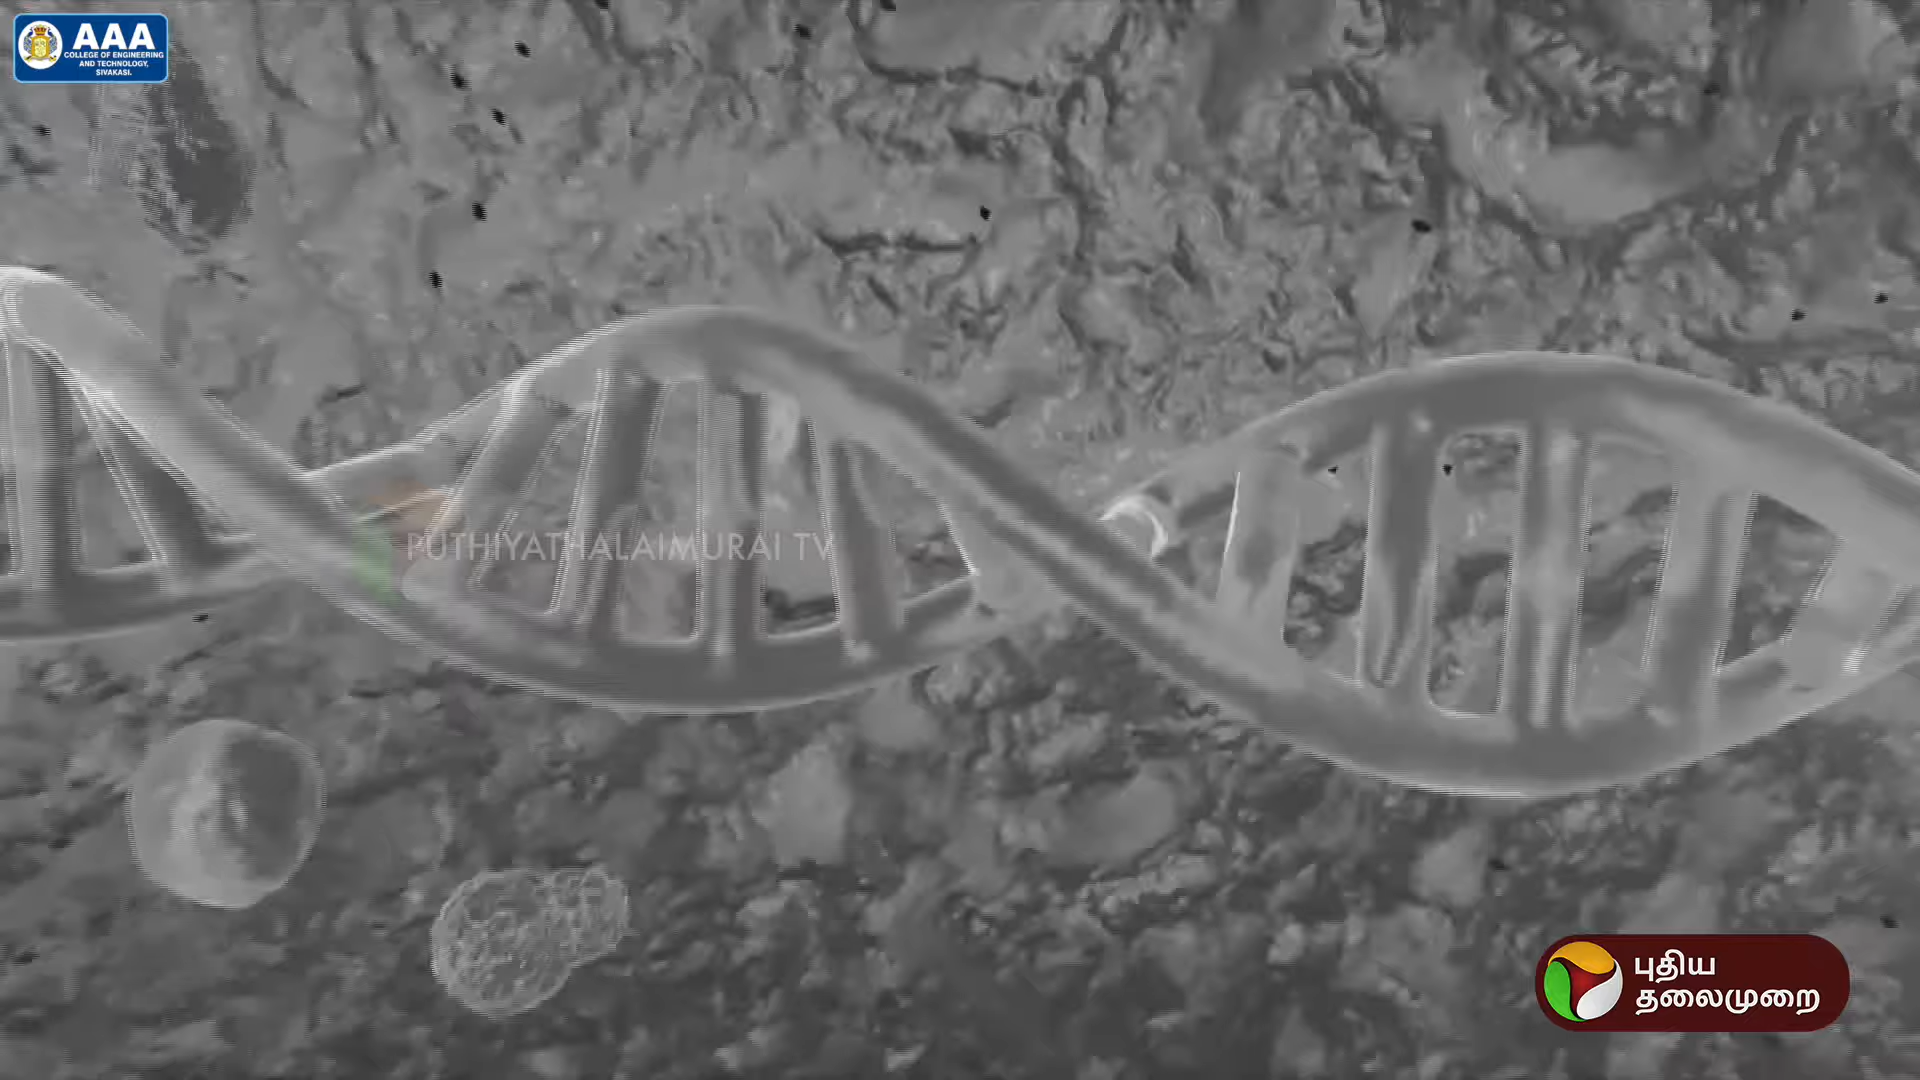 AAA
COLLEGE OF ENGINEERING
AND TECHNOLOGY,
SIVAKASI.
PUTHIYATHALAIMURAI TV
புதிய
தலைமுறை